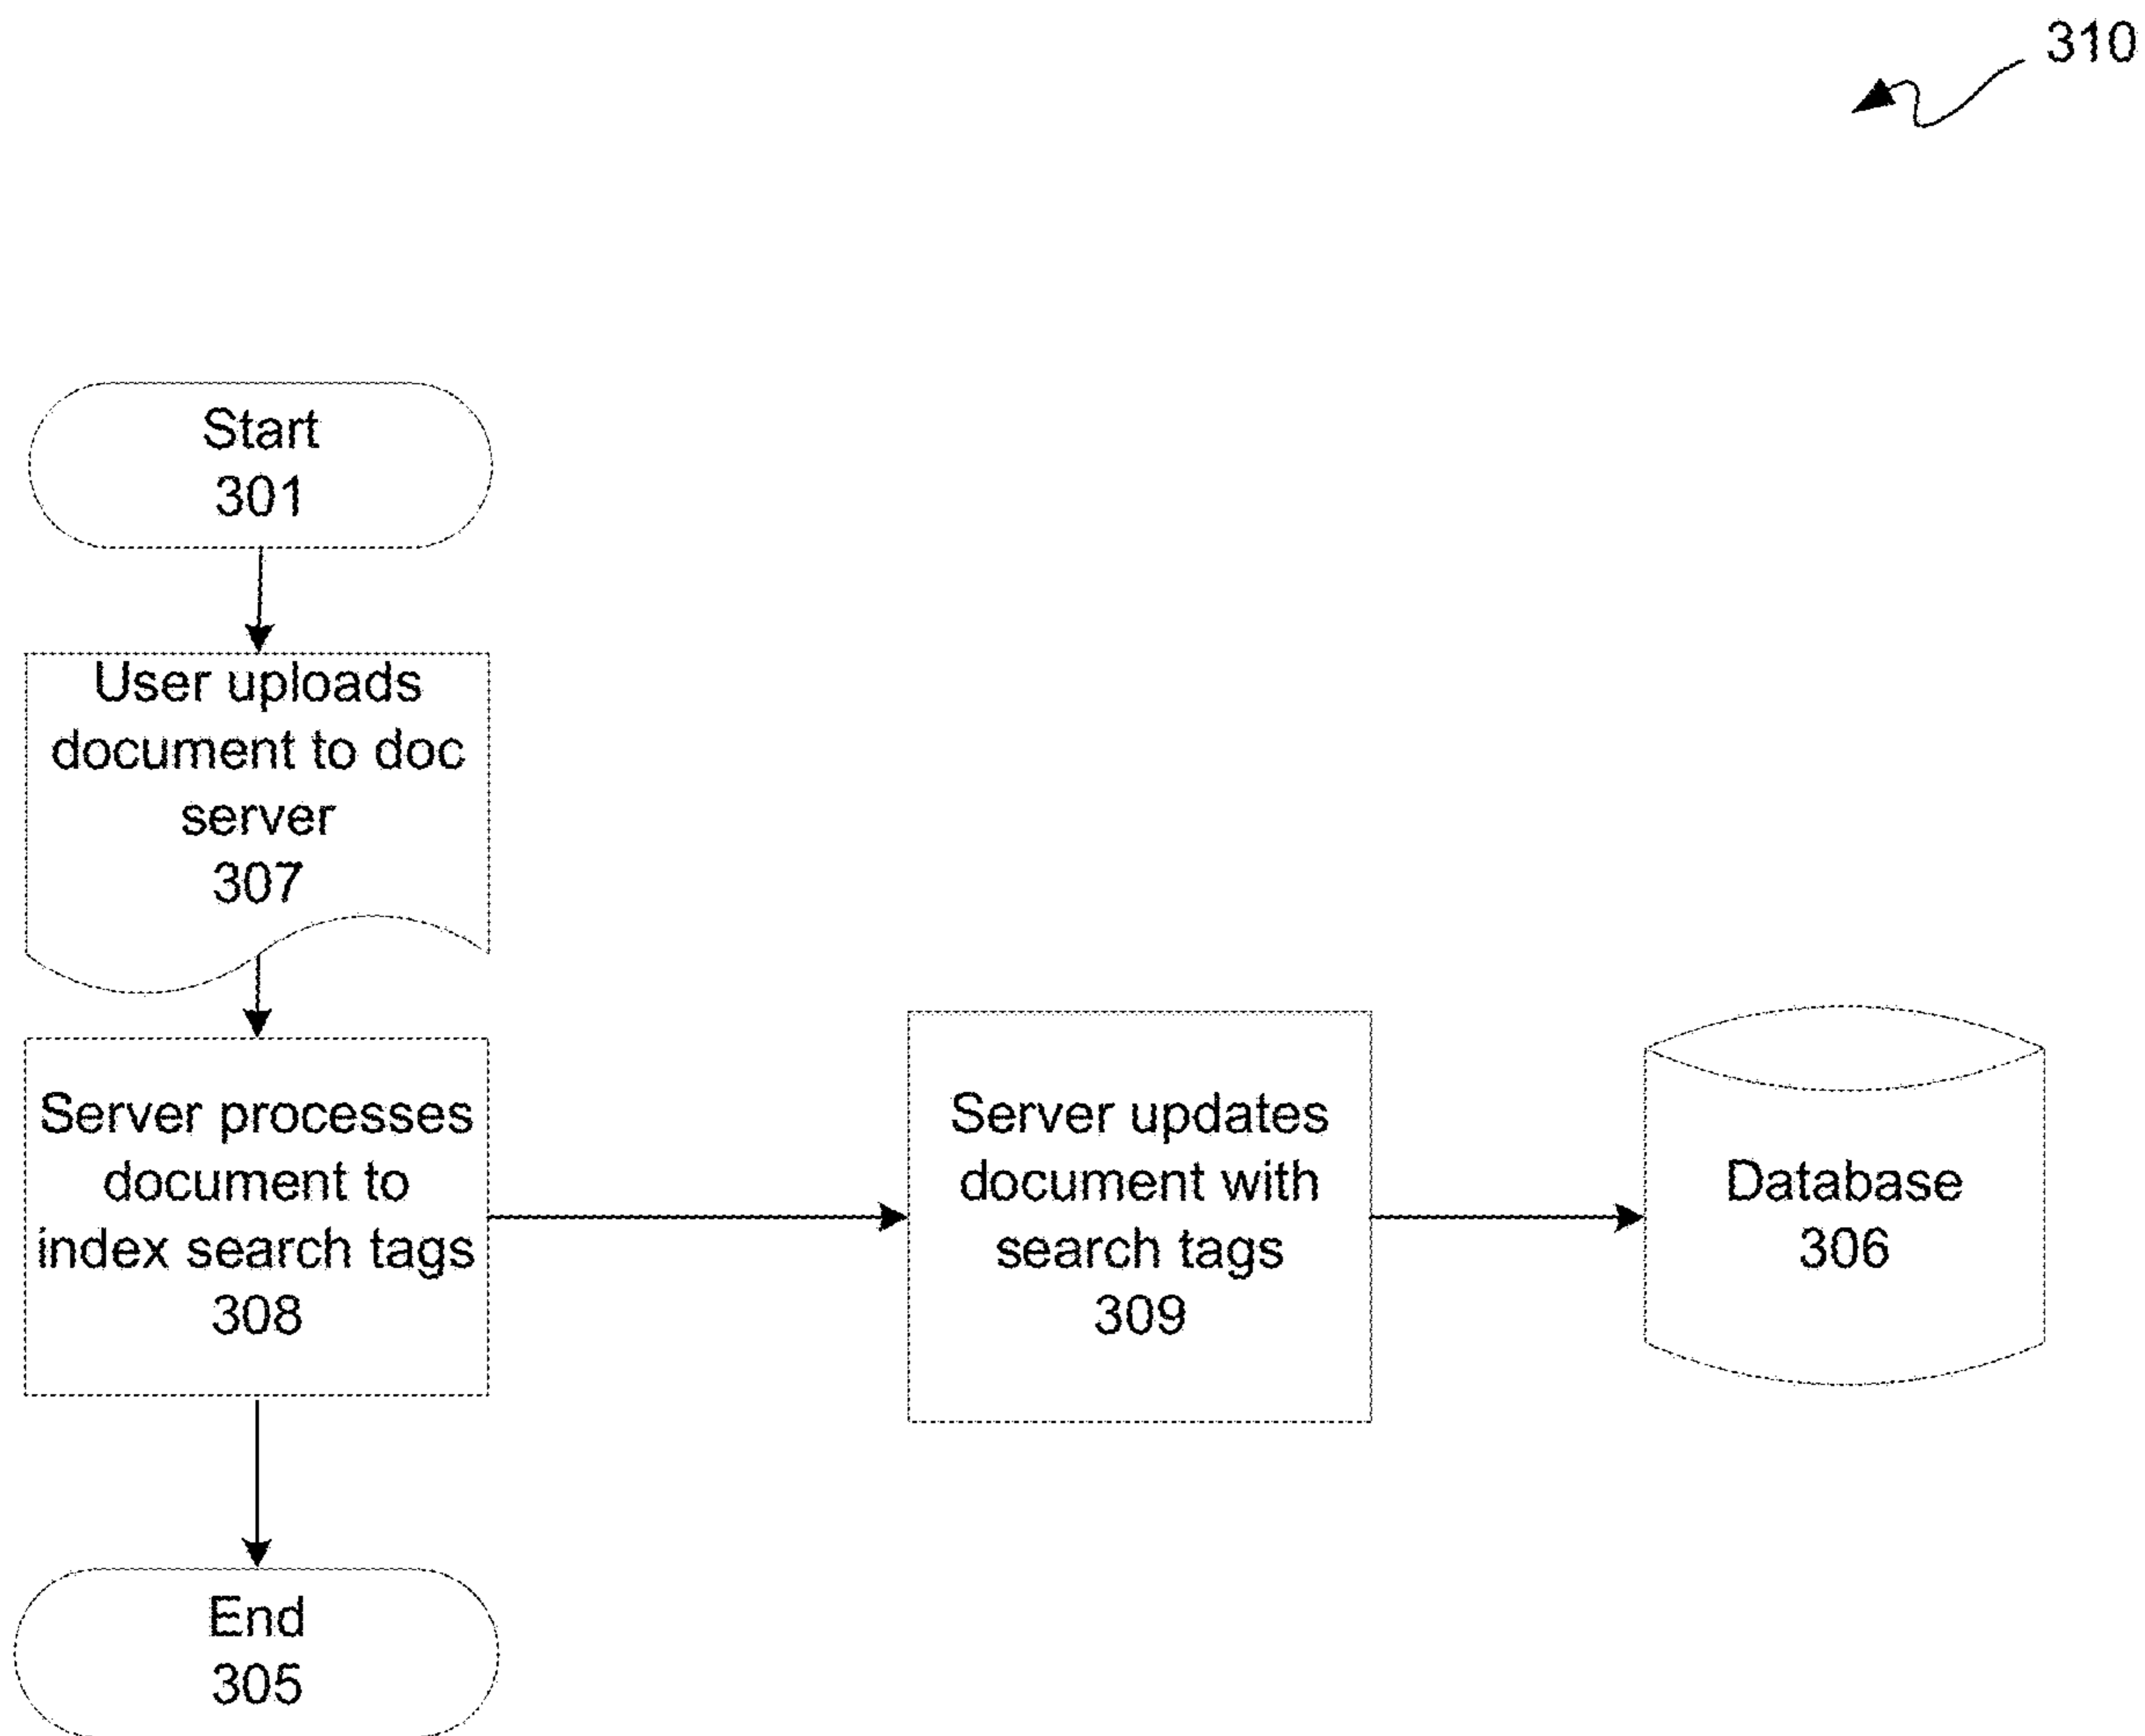 310
Start
301
User uploads
document to doc
server
307
Server processes
document to
index search tags
308
Server updates
document with
search tags
309
Database
306
End
305